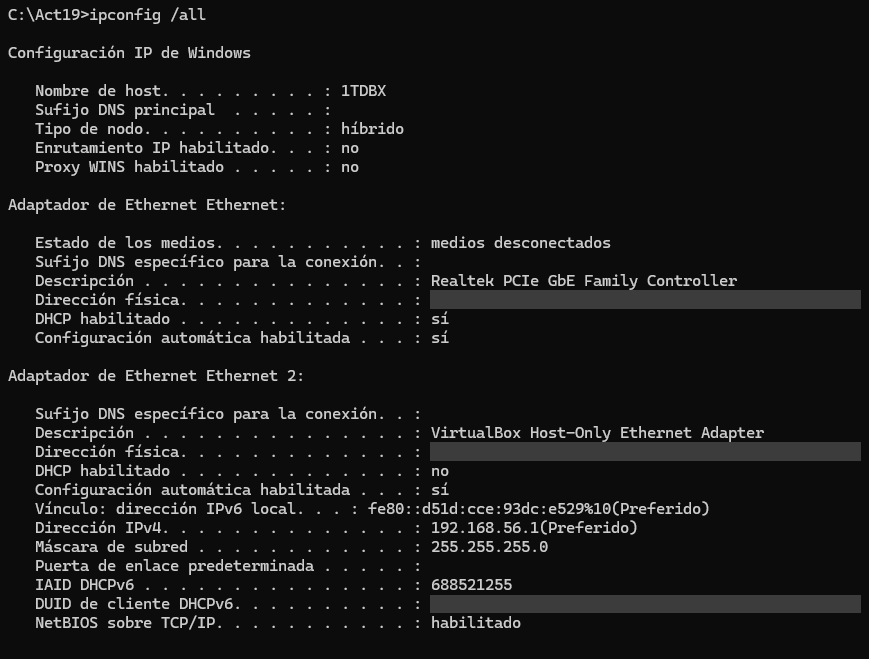 C:\Act19>ipconfig /all
Configuración IP de Windows
Nombre de host. . . . . . . . . : 1TDBX
Sufijo DNS principal  . . . . . :
Tipo de nodo. . . . . . . . . . : híbrido
Enrutamiento IP habilitado. . . : no
Proxy WINS habilitado . . . . . : no
Adaptador de Ethernet Ethernet:
Estado de los medios. . . . . . . . . . . : medios desconectados
Sufijo DNS específico para la conexión. . :
Descripción . . . . . . . . . . . . . . . : Realtek PCIe GbE Family Controller
Dirección física. . . . . . . . . . . . . :
DHCP habilitado . . . . . . . . . . . . . : sí
Configuración automática habilitada . . . : sí
Adaptador de Ethernet Ethernet 2:
Sufijo DNS específico para la conexión. . :
Descripción . . . . . . . . . . . . . . . : VirtualBox Host-Only Ethernet Adapter
Dirección física. . . . . . . . . . . . . :
DHCP habilitado . . . . . . . . . . . . . : no
Configuración automática habilitada . . . : sí
Vínculo: dirección IPv6 local. . . : fe80::d51d:cce:93dc:e529%10(Preferido)
Dirección IPv4. . . . . . . . . . . . . . : 192.168.56.1(Preferido)
Máscara de subred . . . . . . . . . . . . : 255.255.255.0
Puerta de enlace predeterminada . . . . . :
IAID DHCPv6 . . . . . . . . . . . . . . . : 688521255
DUID de cliente DHCPv6. . . . . . . . . . :
NetBIOS sobre TCP/IP. . . . . . . . . . . : habilitado